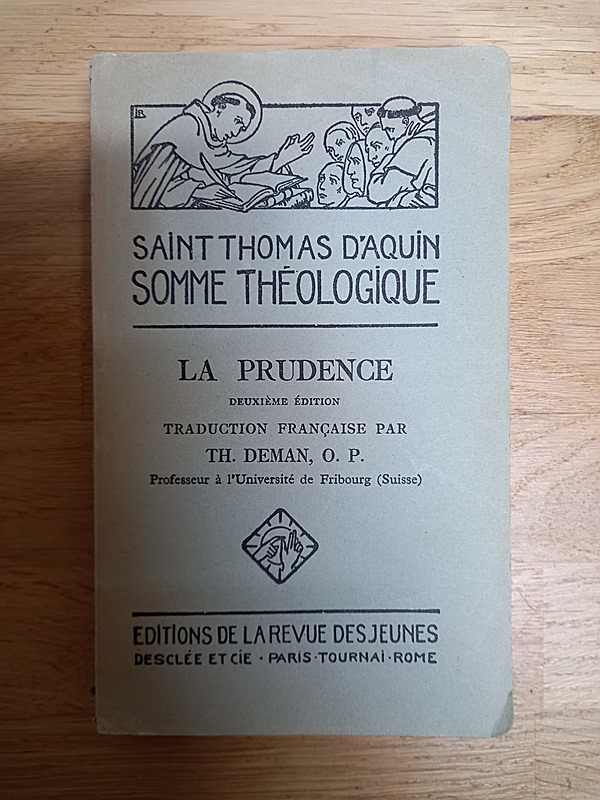 SAINT THOMAS D'AQUIN
SOMME THÉOLOGIQUE
LA PRUDENCE
DEUXIÈME ÉDITION
TRADUCTION FRANÇAISE PAR
TH. DEMAN, O. P.
Professeur à l'Université de Fribourg (Suisse)
EDITIONS DE LA REVUE DES JEUNES
DESCLÉE ET CIE · PARIS · TOURNAI · ROME